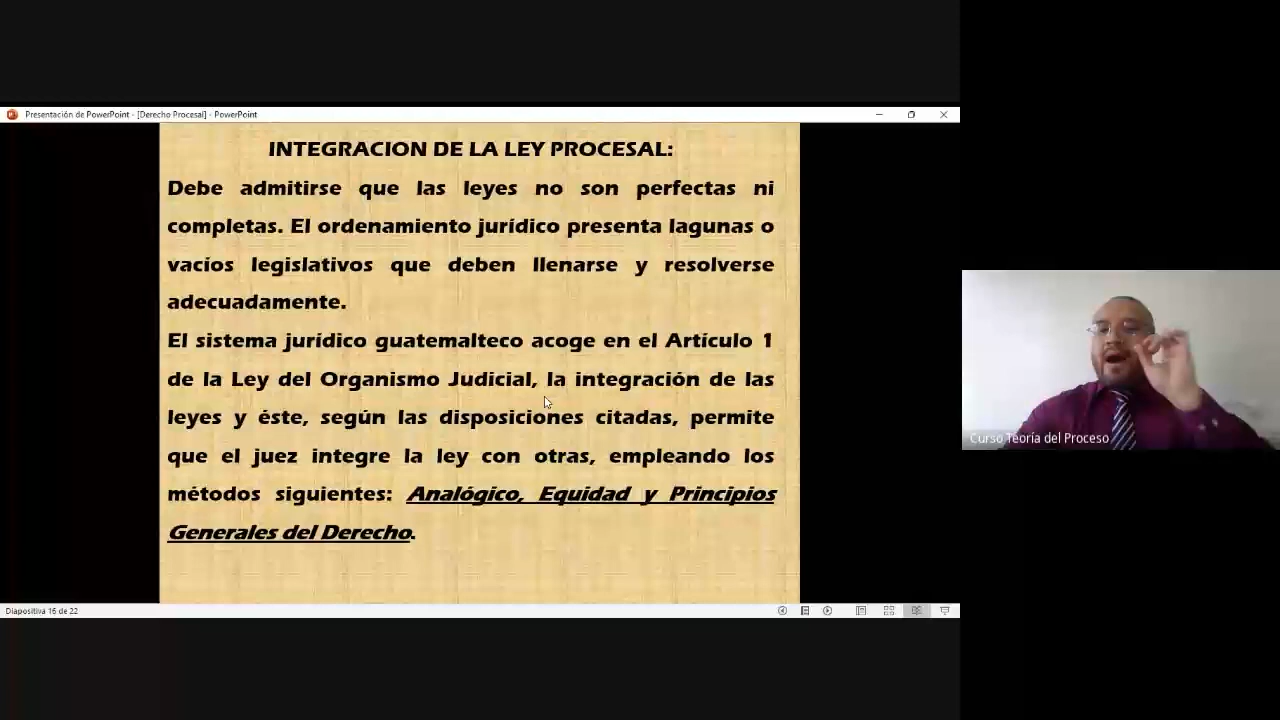 Presentación de PowerPoint - [Derecho Procesal] - PowerPoint
INTEGRACION DE LA LEY PROCESAL:
Debe admitirse que las leyes no son perfectas ni
completas. El ordenamiento jurídico presenta lagunas o
vacíos legislativos que deben llenarse y resolverse
adecuadamente.
El sistema jurídico guatemalteco acoge en el Artículo 1
de la Ley del Organismo Judicial, la integración de las
leyes y éste, según las disposiciones citadas, permite
que el juez integre la ley con otras, empleando los
métodos siguientes: Analógico, Equidad y Principios
Generales del Derecho.
Diapositiva 16 de 22
Curso Teoría del Proceso